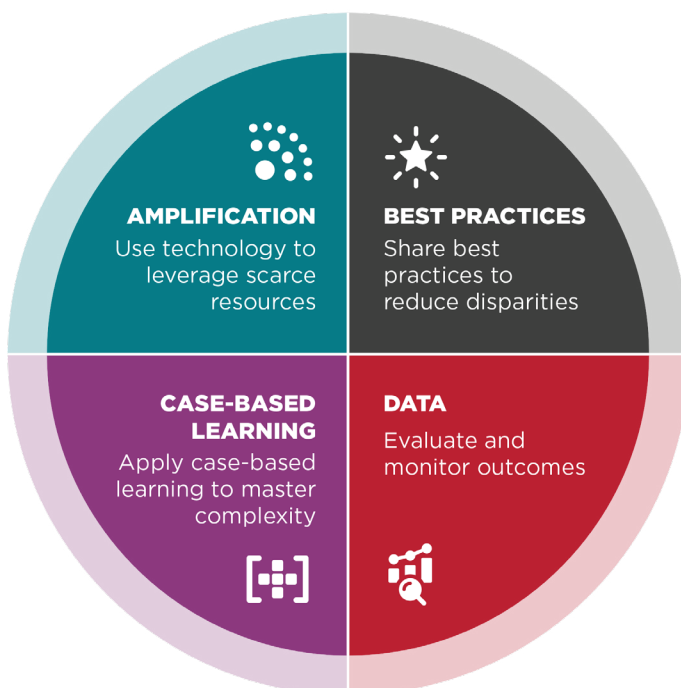 AMPLIFICATION
Use technology to
leverage scarce
resources
BEST PRACTICES
Share best
practices to
reduce disparities
CASE-BASED
LEARNING
Apply case-based
learning to master
complexity
DATA
Evaluate and
monitor outcomes